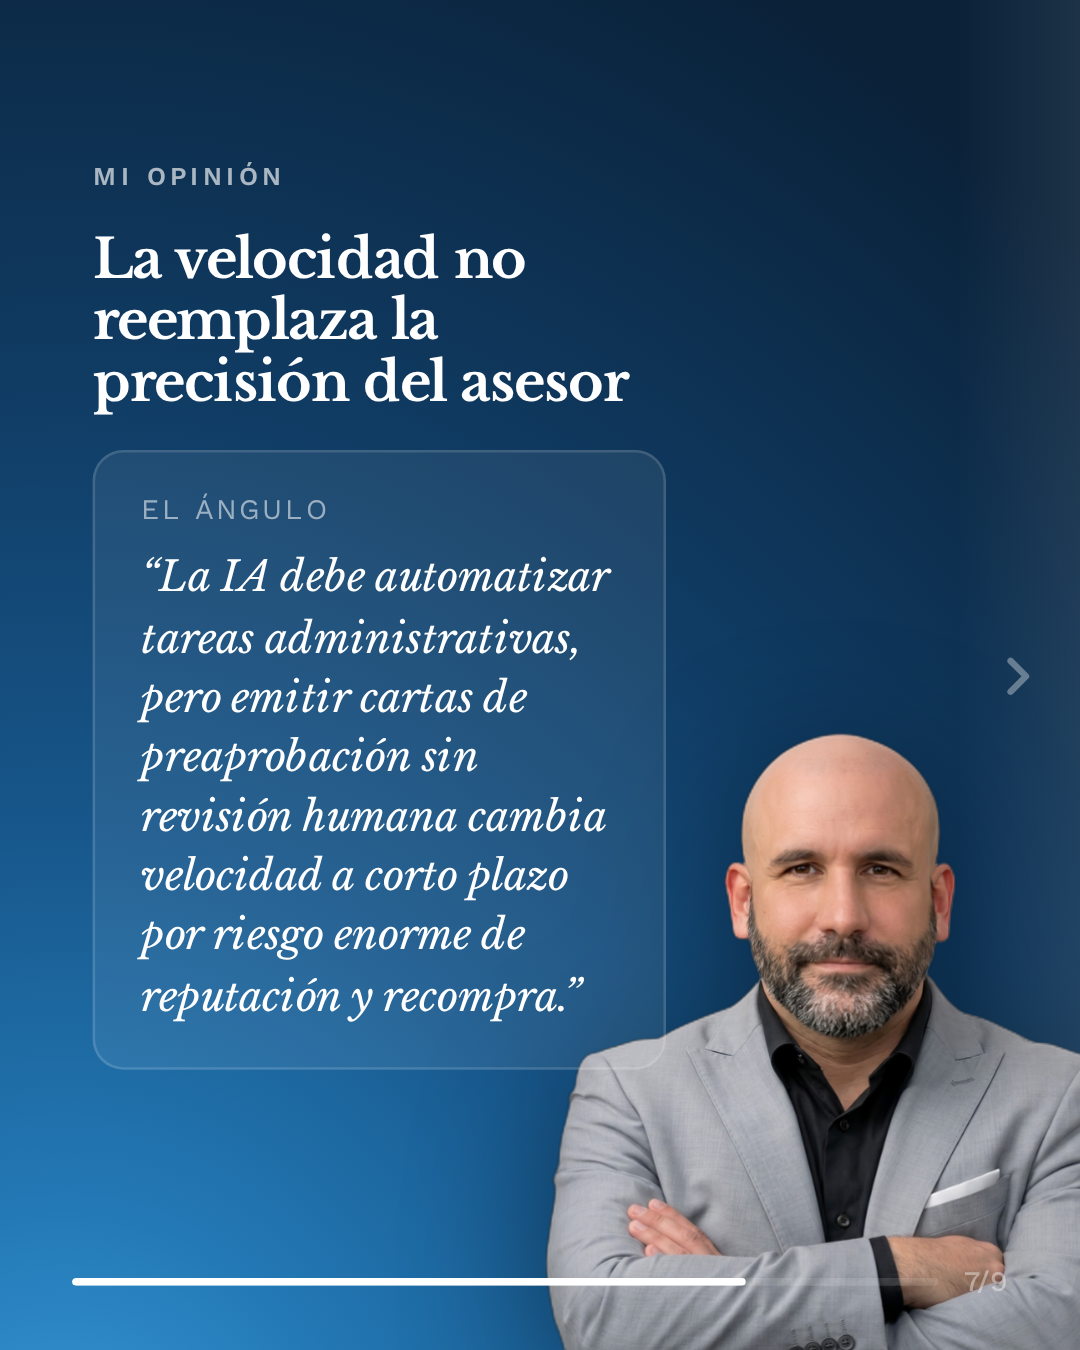 MI OPINIÓN
La velocidad no
reemplaza la
precisión del asesor
EL ÁNGULO
“La IA debe automatizar
tareas administrativas,
pero emitir cartas de
preaprobación sin
revisión humana cambia
velocidad a corto plazo
por riesgo enorme de
reputación y recompra.”
7/9